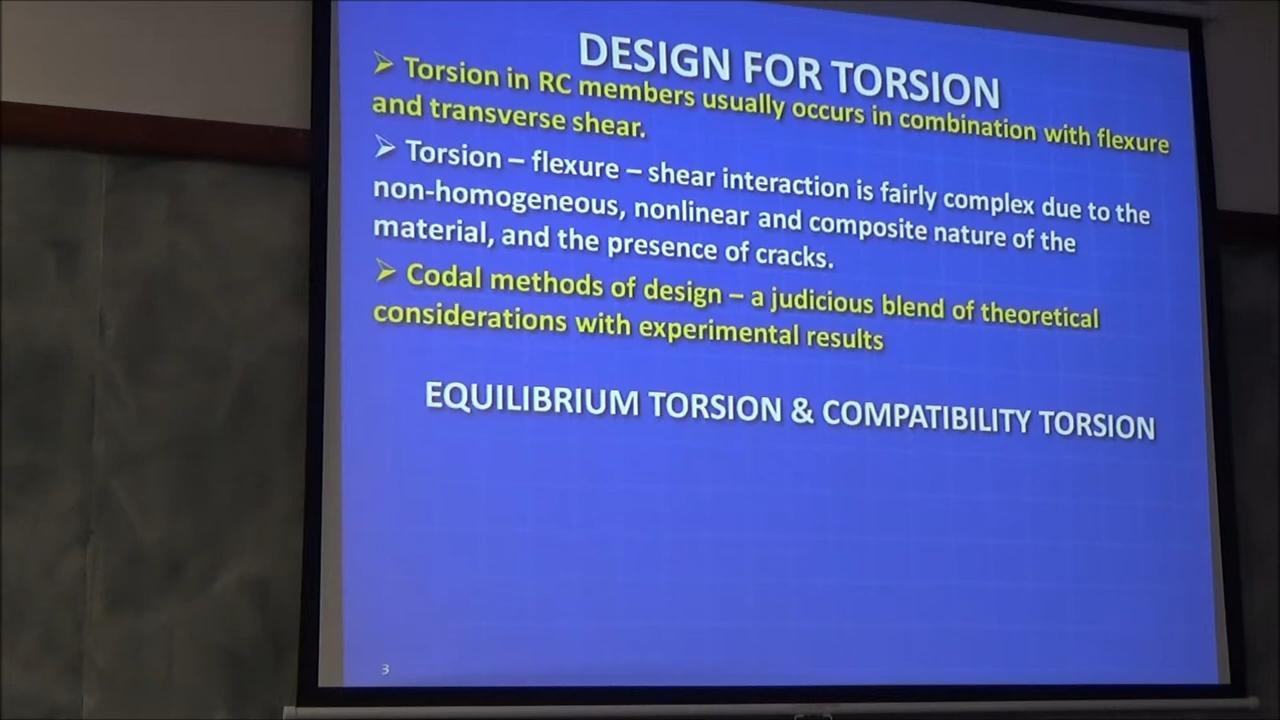 DESIGN FOR TORSION
➢ Torsion in RC members usually occurs in combination with flexure
and transverse shear.
➢ Torsion – flexure – shear interaction is fairly complex due to the
non-homogeneous, nonlinear and composite nature of the
material, and the presence of cracks.
➢ Codal methods of design – a judicious blend of theoretical
considerations with experimental results
EQUILIBRIUM TORSION & COMPATIBILITY TORSION
3